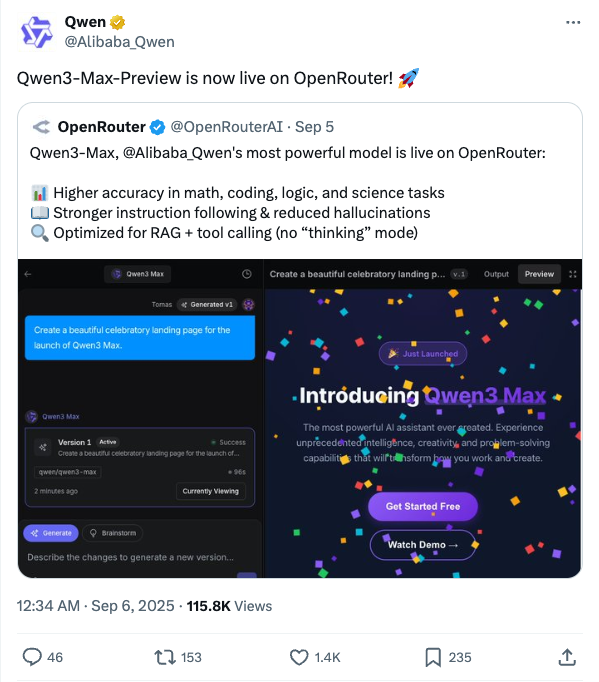 Qwen
@Alibaba_Qwen
Qwen3-Max-Preview is now live on OpenRouter! 🚀
OpenRouter @OpenRouterAI · Sep 5
Qwen3-Max, @Alibaba_Qwen's most powerful model is live on OpenRouter:
📊 Higher accuracy in math, coding, logic, and science tasks
📖 Stronger instruction following & reduced hallucinations
🔍 Optimized for RAG + tool calling (no “thinking” mode)
Qwen3 Max
Tomas Generated v1
Create a beautiful celebratory landing page for the
launch of Qwen3 Max.
Qwen3 Max
Version 1 Active Success
Create a beautiful celebratory landing page for the launch of...
qwen/qwen3-max 96s
2 minutes ago Currently Viewing
Generate Brainstorm
Describe the changes to generate a new version...
Create a beautiful celebratory landing p... v.1 Output Preview
🎉 Just Launched
Introducing Qwen3 Max
The most powerful AI assistant ever created. Experience
unprecedented intelligence, creativity, and problem-solving
capabilities that will transform how you work and create.
Get Started Free
Watch Demo →
12:34 AM · Sep 6, 2025 · 115.8K Views
46 153 1.4K 235